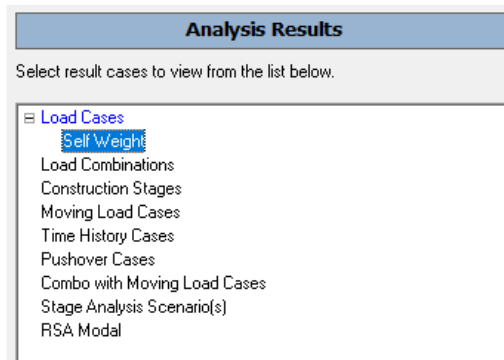 Analysis Results
Select result cases to view from the list below.
Load Cases
Self Weight
Load Combinations
Construction Stages
Moving Load Cases
Time History Cases
Pushover Cases
Combo with Moving Load Cases
Stage Analysis Scenario(s)
RSA Modal